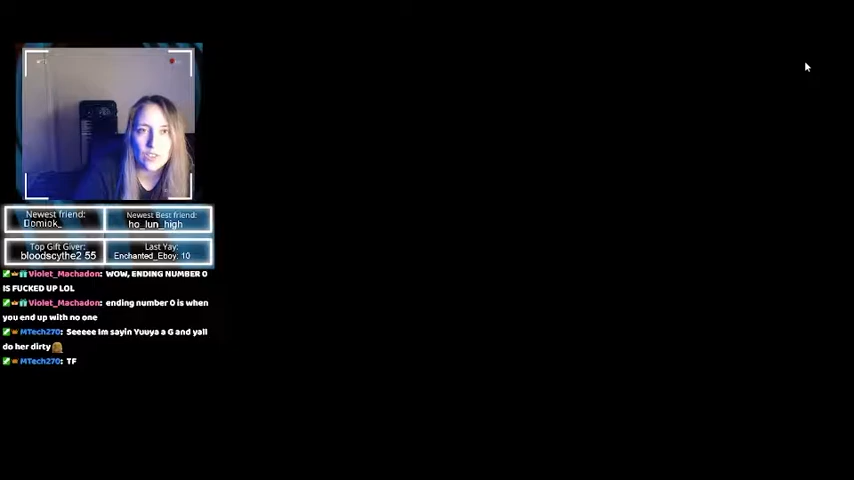 Newest friend:
Domiok_
Newest Best friend:
ho_lun_high
Top Gift Giver:
bloodscythe2 55
Last Yay:
Enchanted_Eboy: 10
Violet_Machadon: WOW, ENDING NUMBER 0
IS FUCKED UP LOL
Violet_Machadon: ending number 0 is when
you end up with no one
MTech270: Seeeee Im sayin Yuuya a G and yall
do her dirty
MTech270: TF